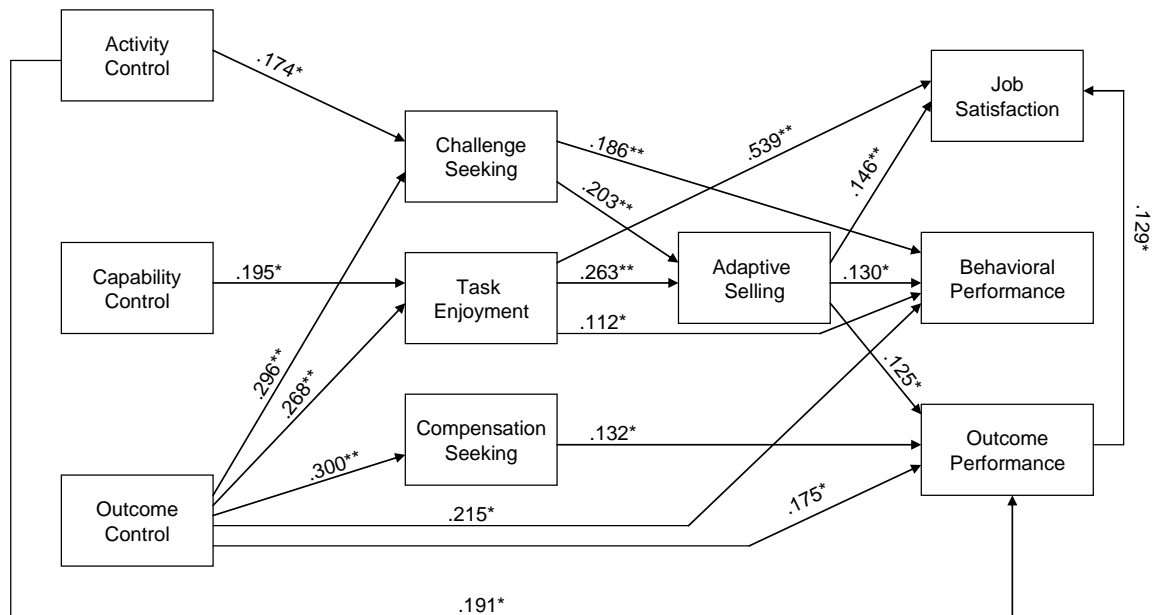 Activity
Control
.174*
Job
Satisfaction
Challenge
Seeking
.186**
.539**
.203**
.146**
.129*
Capability
Control
.195*
Task
Enjoyment
.263**
Adaptive
Selling
.130*
Behavioral
Performance
.112*
.296**
.268**
.125*
Compensation
Seeking
.132*
Outcome
Performance
.300**
Outcome
Control
.215*
.175*
.191*